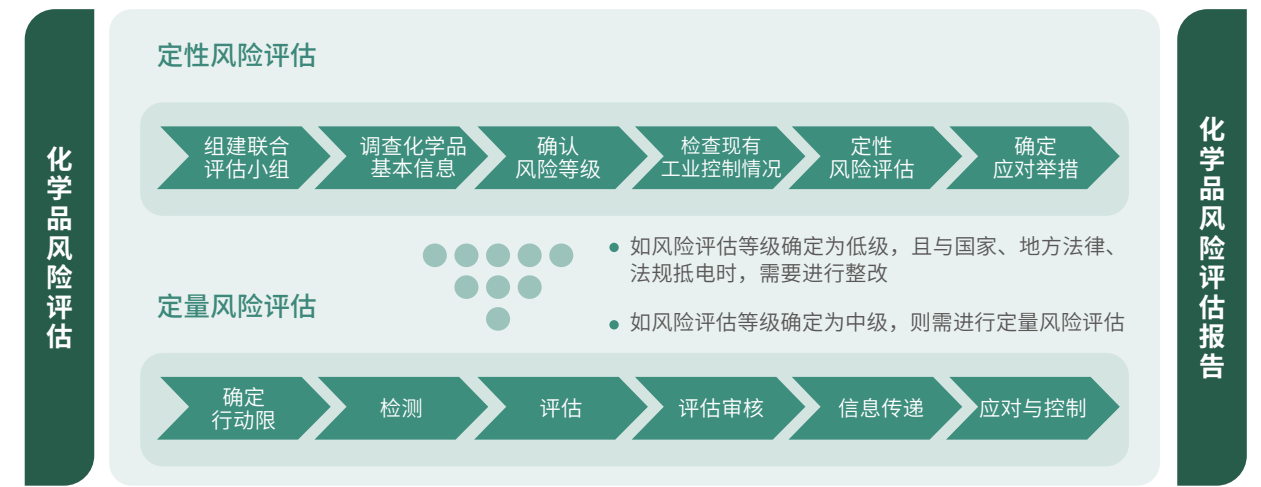 化学品风险评估
定性风险评估
组建联合
评估小组
调查化学品
基本信息
确认
风险等级
检查现有
工业控制情况
定性
风险评估
确定
应对举措
如风险评估等级确定为低级，且与国家、地方法律、
法规抵电时，需要进行整改
定量风险评估
如风险评估等级确定为中级，则需进行定量风险评估
确定
行动限
检测
评估
评估审核
信息传递
应对与控制
化学品风险评估报告